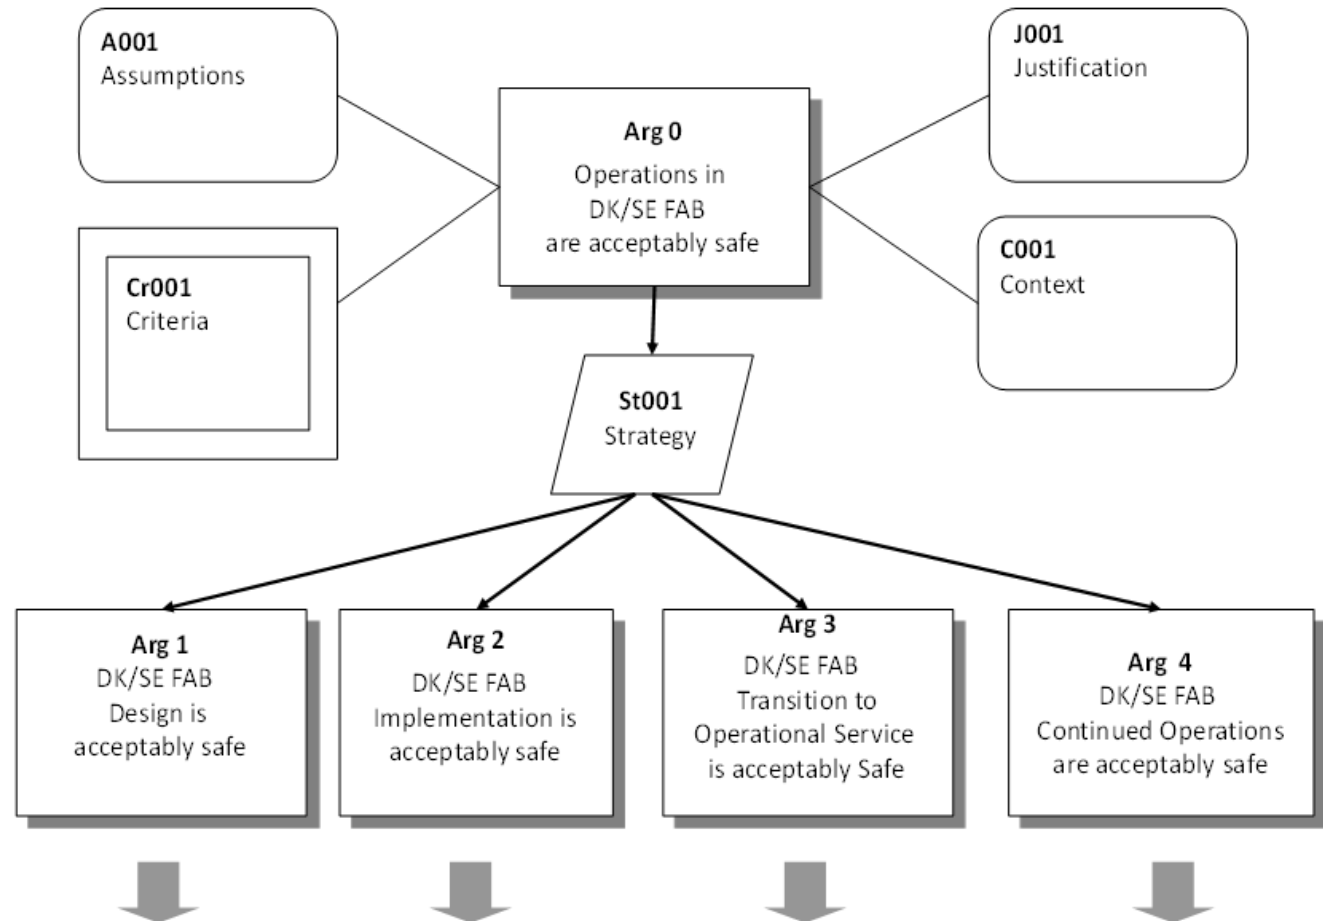 A001
Assumptions
J001
Justification
Arg 0
Operations in
DK/SE FAB
are acceptably safe
Cr001
Criteria
C001
Context
St001
Strategy
Arg 1
DK/SE FAB
Design is
acceptably safe
Arg 2
DK/SE FAB
Implementation is
acceptably safe
Arg 3
DK/SE FAB
Transition to
Operational Service
is acceptably Safe
Arg 4
DK/SE FAB
Continued Operations
are acceptably safe